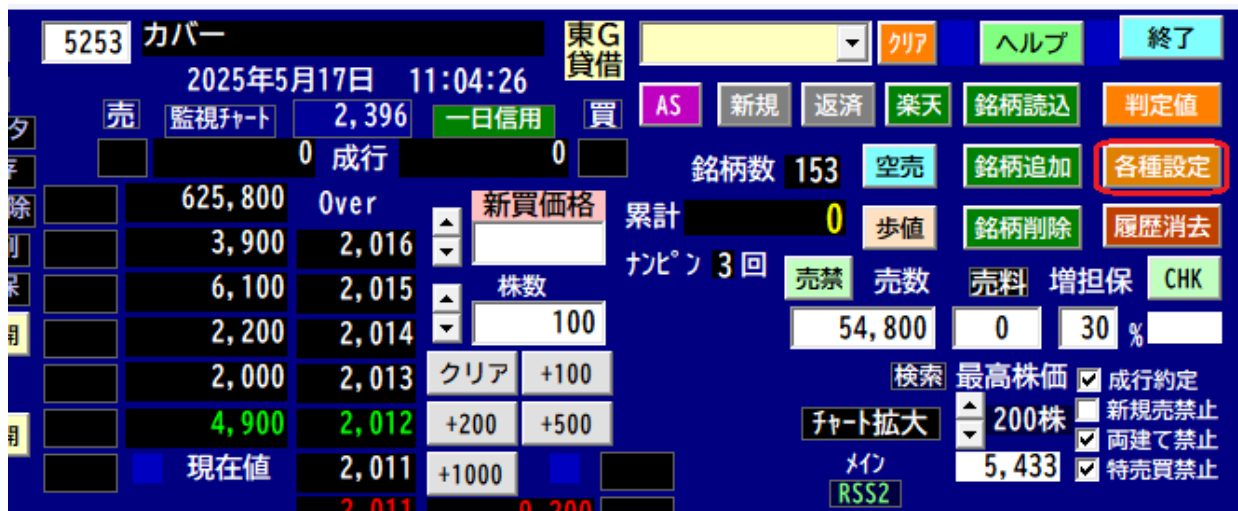 5253 カバー 東G クリア ヘルプ 終了
貸借
2025年5月17日 11:04:26
売 監視チャート 2,396 一日信用 買 AS 新規 返済 楽天 銘柄読込 判定値
0 成行 0 銘柄数 153 空売 銘柄追加 各種設定
625,800 Over 新買価格 累計 0 歩値 銘柄削除 履歴消去
3,900 2,016 ナンピン 3回
6,100 2,015 株数 売禁 売数 売料 増担保 CHK
2,200 2,014 100 54,800 0 30 %
2,000 2,013 クリア +100 検索 最高株価 成行約定
4,900 2,012 +200 +500 チャート拡大 200株 新規売禁止
両建て禁止
現在値 2,011 +1000 メイン 5,433 特売買禁止
RSS2
2,011 9,200